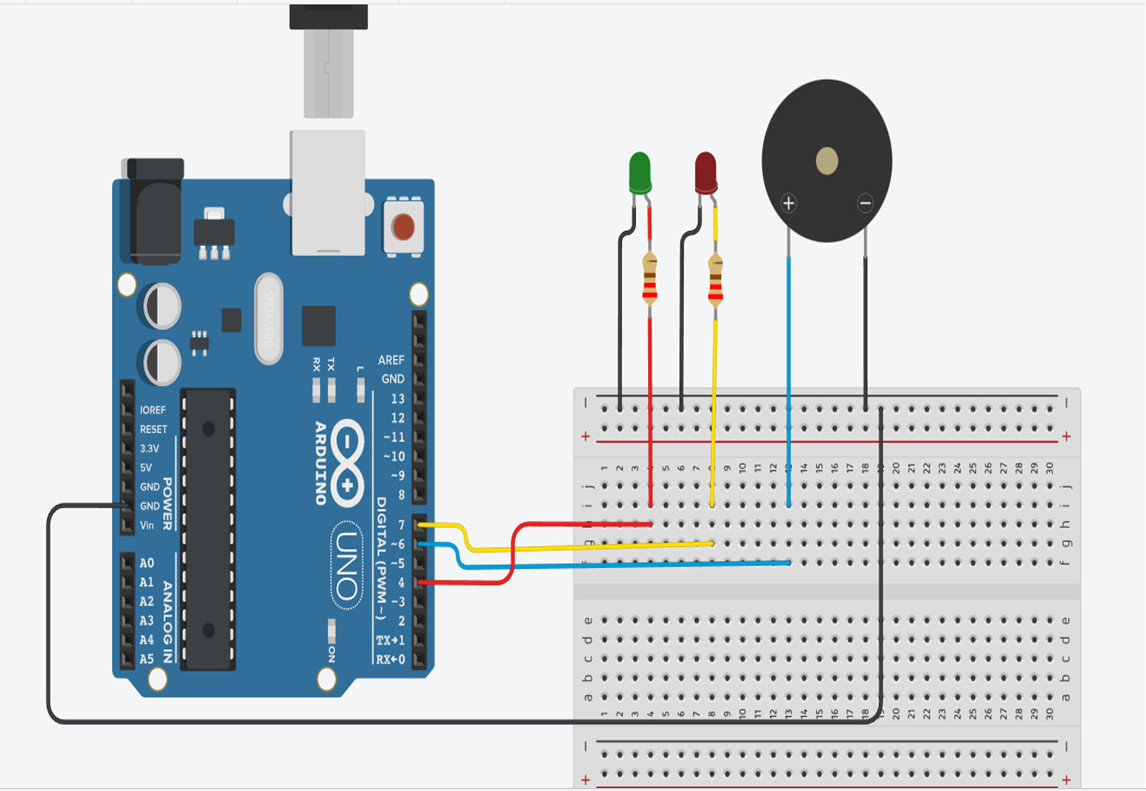 AREF
GND
13
12
~11
~10
~9
8
7
~6
~5
4
~3
2
TX→1
RX←0
DIGITAL (PWM~)
IOREF
RESET
3.3V
5V
GND
GND
Vin
POWER
A0
A1
A2
A3
A4
A5
ANALOG IN
RX
TX
L
ARDUINO
UNO
ON
+ −
− −
+ +
1 2 3 4 5 6 7 8 9 10 11 12 13 14 15 16 17 18 19 20 21 22 23 24 25 26 27 28 29 30
j j
i i
h h
g g
f f
e e
d d
c c
b b
a a
1 2 3 4 5 6 7 8 9 10 11 12 13 14 15 16 17 18 19 20 21 22 23 24 25 26 27 28 29 30
− −
+ +